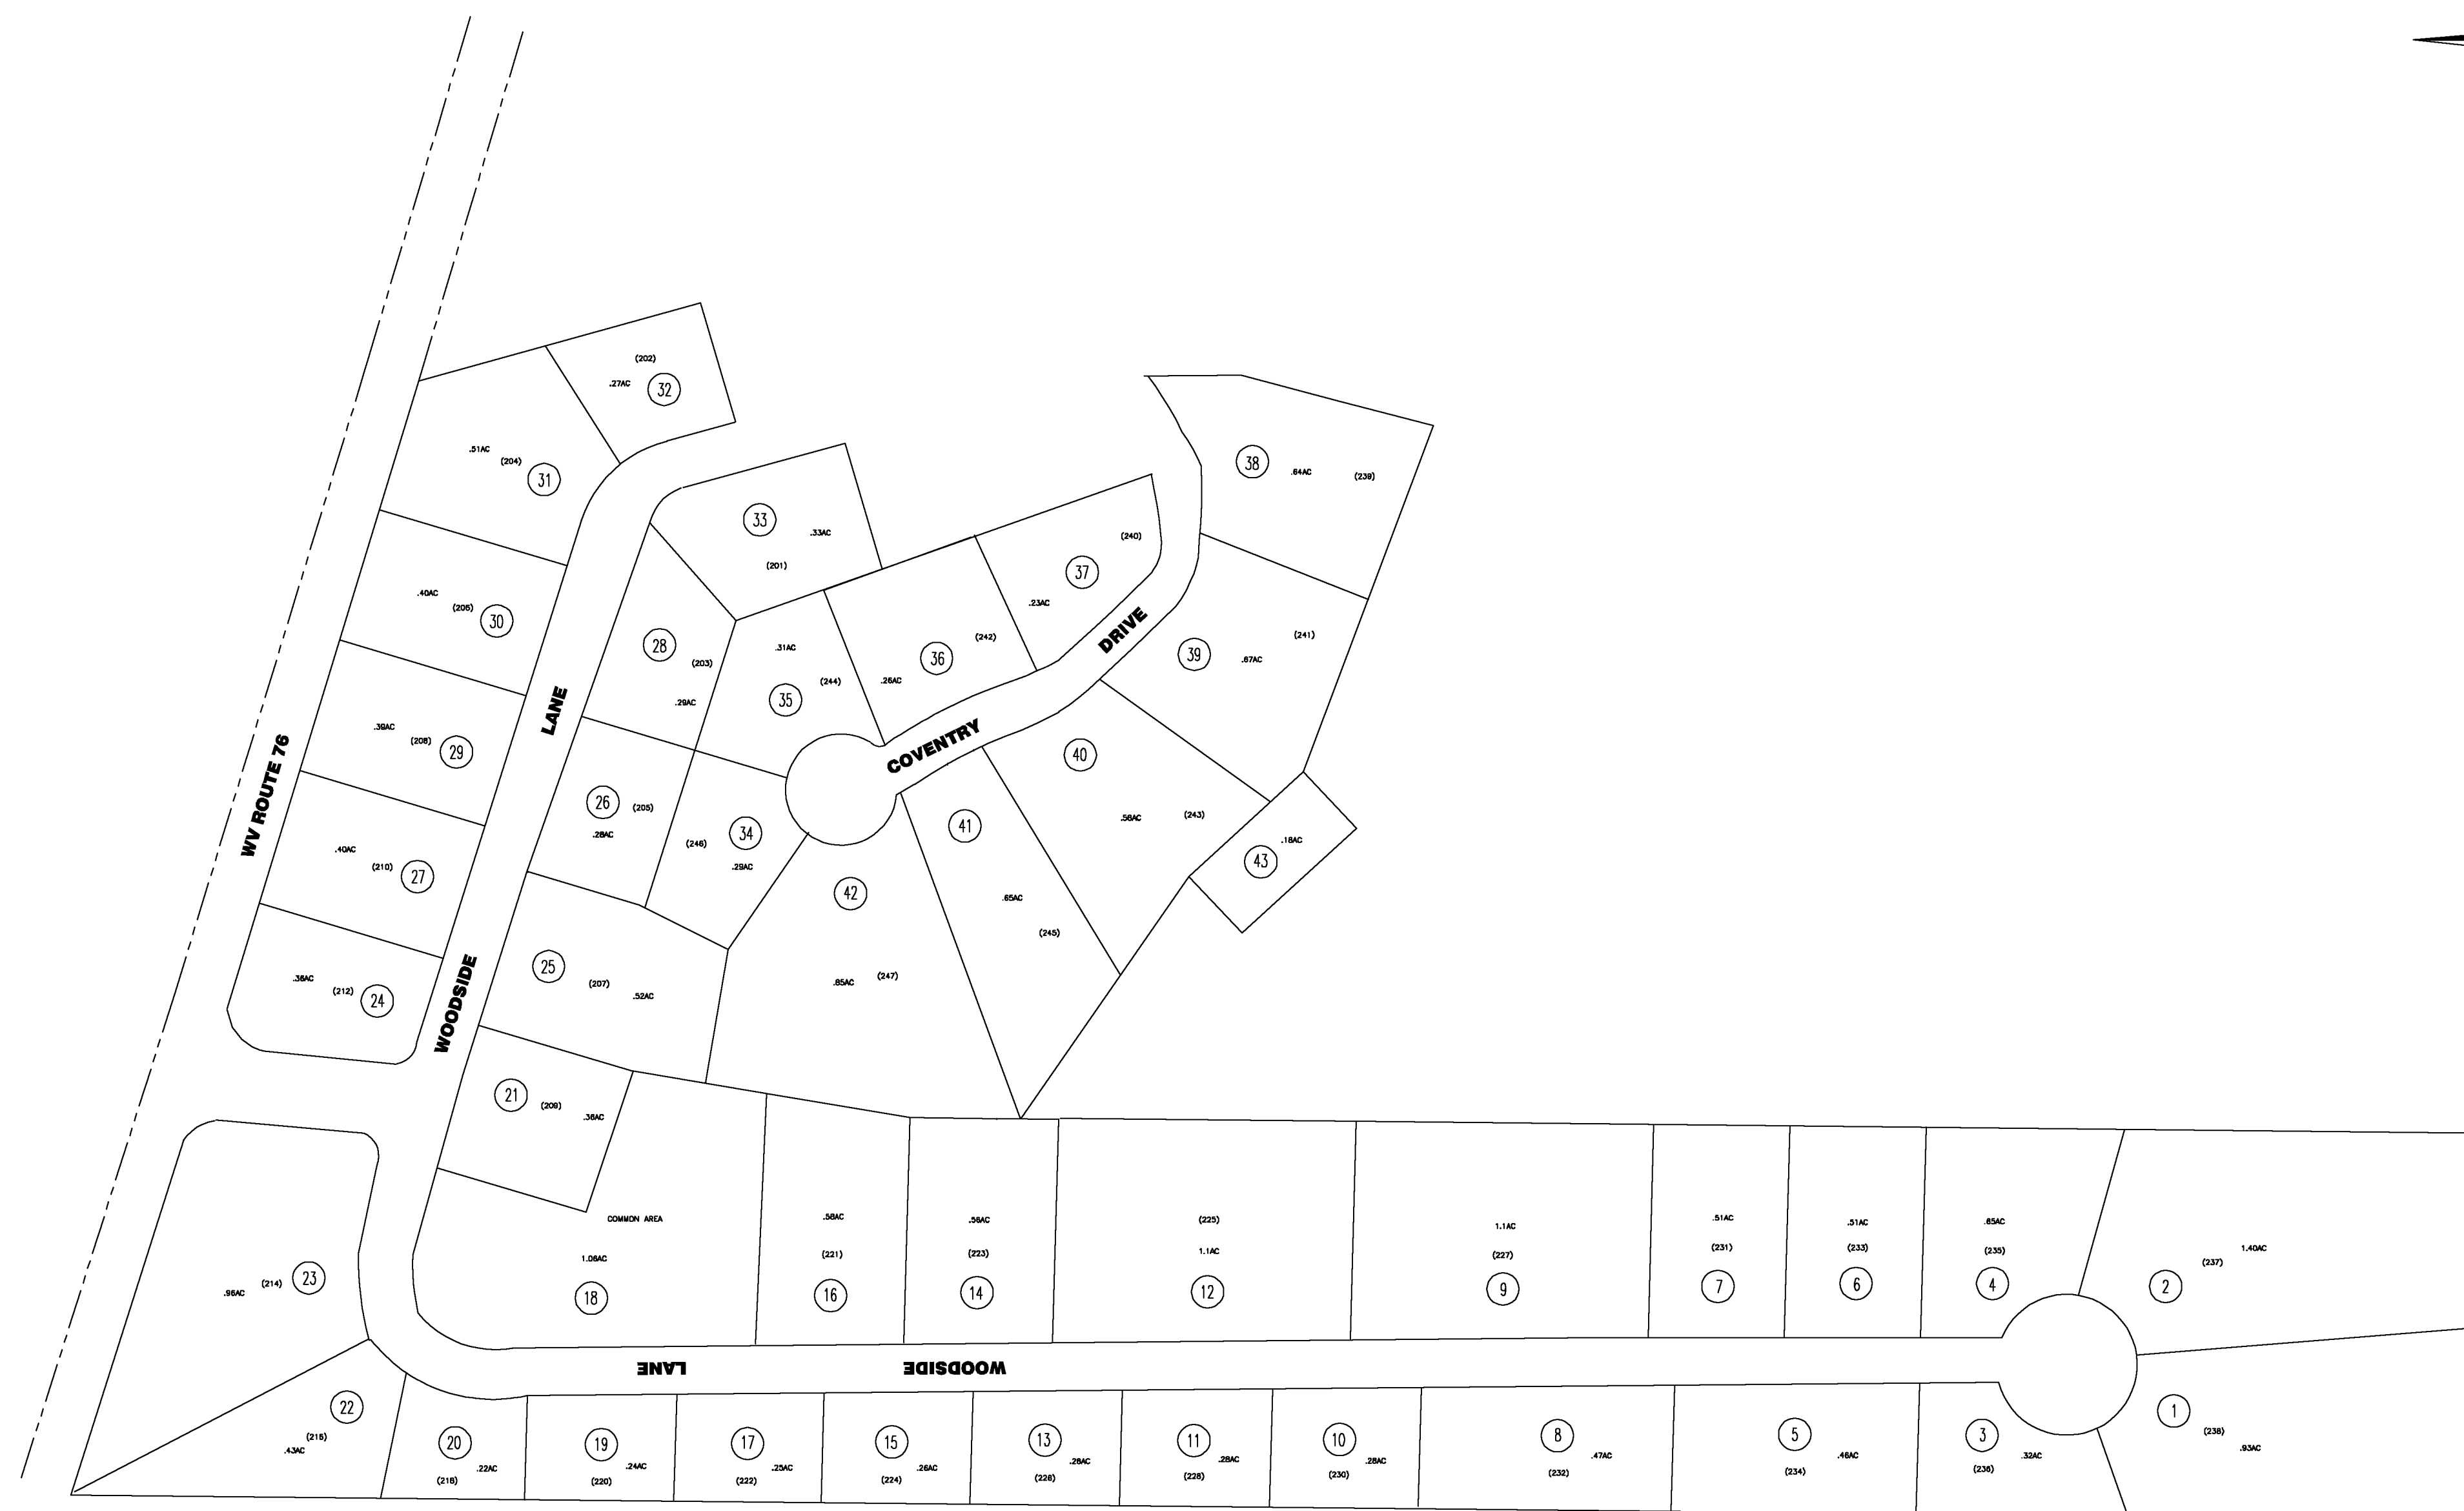 (202)
.27AC
32
.51AC
(204)
31
38
.64AC
(239)
33
.33AC
(201)
(240)
37
.23AC
.40AC
(206)
30
DRIVE
28
(203)
.29AC
.31AC
(244)
35
36
(242)
.26AC
39
(241)
.67AC
LANE
WV ROUTE 76
.39AC
(208)
29
COVENTRY
40
.56AC
(243)
26
(205)
.28AC
(246)
34
.29AC
41
.65AC
(245)
43
.18AC
.40AC
(210)
27
42
.85AC
(247)
WOODSIDE
.36AC
(212)
24
25
(207)
.52AC
21
(209)
.36AC
COMMON AREA
1.06AC
18
.58AC
(221)
16
.56AC
(223)
14
(225)
1.1AC
12
1.1AC
(227)
9
.51AC
(231)
7
.51AC
(233)
6
.65AC
(235)
4
1.40AC
(237)
2
.96AC
(214)
23
WOODSIDE LANE
22
(216)
.43AC
20
.22AC
(218)
19
.24AC
(220)
17
.25AC
(222)
15
.26AC
(224)
13
.26AC
(226)
11
.28AC
(228)
10
.28AC
(230)
8
.47AC
(232)
5
.46AC
(234)
3
.32AC
(236)
1
(238)
.93AC